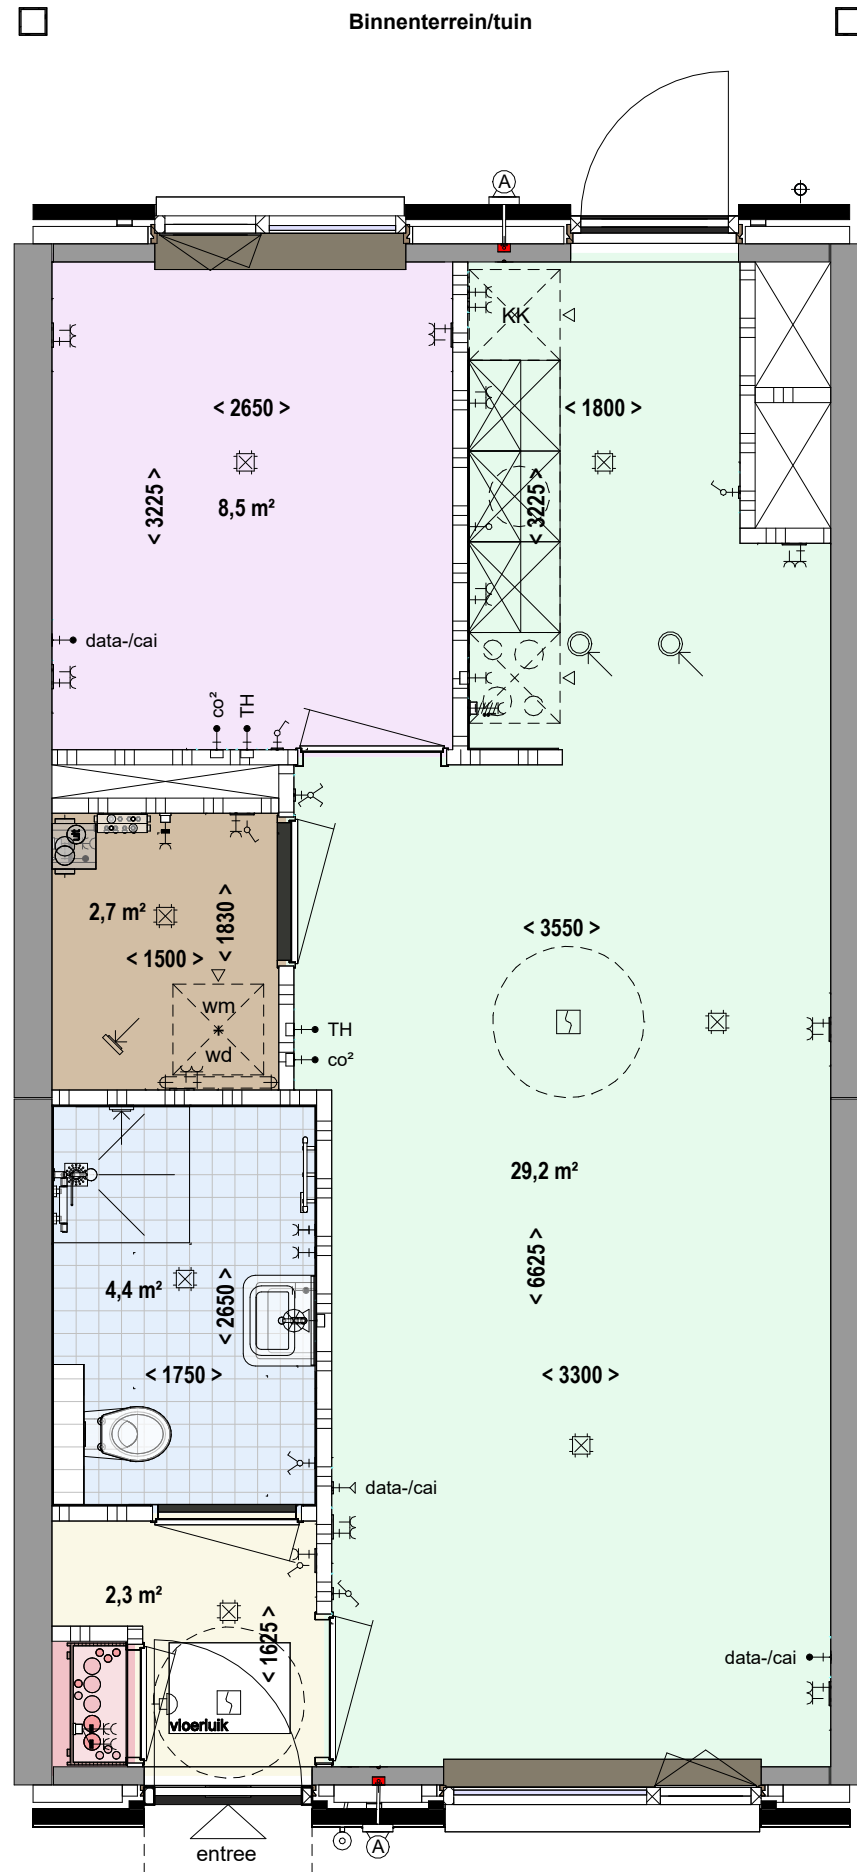 Binnenterrein/tuin
A
KK
< 2650 >
< 1800 >
< 3225 >
8,5 m²
< 3225 >
data-/cai
co²
TH
2,7 m²
< 1830 >
< 1500 >
< 3550 >
wm
wd
TH
co²
29,2 m²
< 6625 >
4,4 m²
< 2650 >
< 1750 >
< 3300 >
data-/cai
2,3 m²
< 1625 >
data-/cai
vloerluik
A
entree